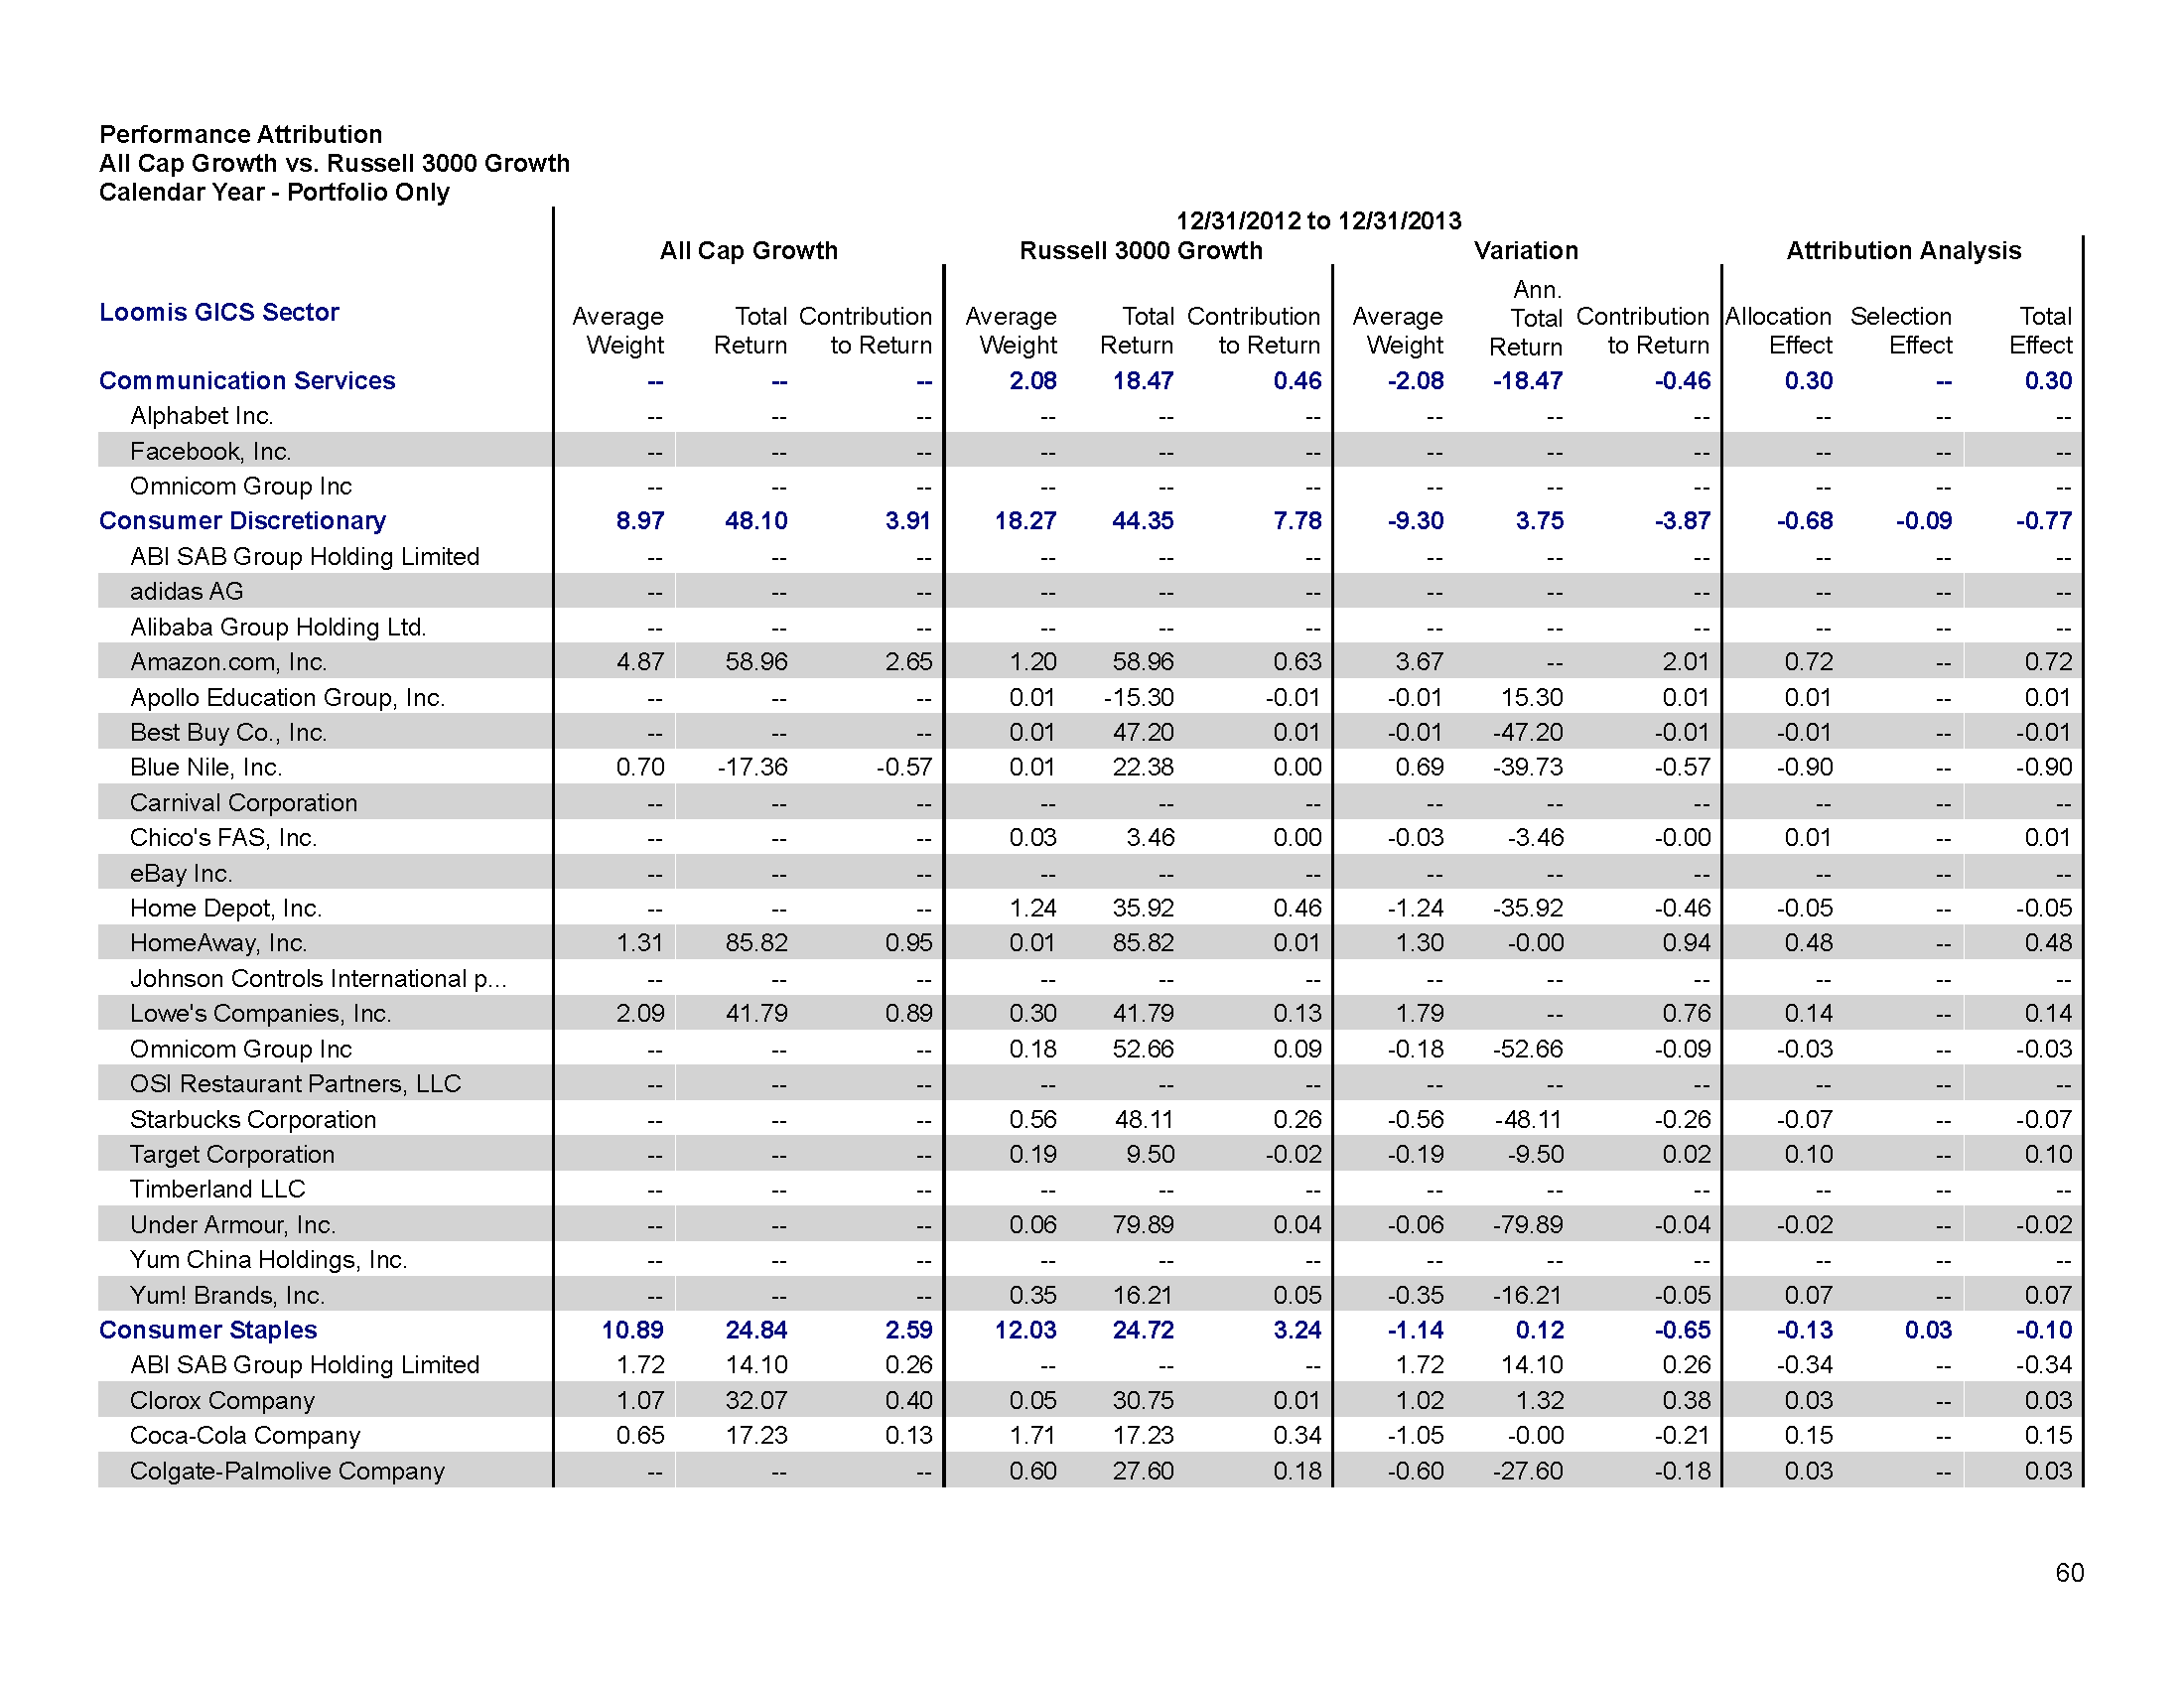 Performance Attribution
All Cap Growth vs. Russell 3000 Growth
Calendar Year - Portfolio Only
12/31/2012 to 12/31/2013
All Cap Growth Russell 3000 Growth Variation Attribution Analysis
Loomis GICS Sector Average Weight Total Return Contribution to Return Average Weight Total Return Contribution to Return Average Weight Ann. Total Return Contribution to Return Allocation Effect Selection Effect Total Effect
Communication Services -- -- -- 2.08 18.47 0.46 -2.08 -18.47 -0.46 0.30 -- 0.30
Alphabet Inc. -- -- -- -- -- -- -- -- -- -- -- --
Facebook, Inc. -- -- -- -- -- -- -- -- -- -- -- --
Omnicom Group Inc -- -- -- -- -- -- -- -- -- -- -- --
Consumer Discretionary 8.97 48.10 3.91 18.27 44.35 7.78 -9.30 3.75 -3.87 -0.68 -0.09 -0.77
ABI SAB Group Holding Limited -- -- -- -- -- -- -- -- -- -- -- --
adidas AG -- -- -- -- -- -- -- -- -- -- -- --
Alibaba Group Holding Ltd. -- -- -- -- -- -- -- -- -- -- -- --
Amazon.com, Inc. 4.87 58.96 2.65 1.20 58.96 0.63 3.67 -- 2.01 0.72 -- 0.72
Apollo Education Group, Inc. -- -- -- 0.01 -15.30 -0.01 -0.01 15.30 0.01 0.01 -- 0.01
Best Buy Co., Inc. -- -- -- 0.01 47.20 0.01 -0.01 -47.20 -0.01 -0.01 -- -0.01
Blue Nile, Inc. 0.70 -17.36 -0.57 0.01 22.38 0.00 0.69 -39.73 -0.57 -0.90 -- -0.90
Carnival Corporation -- -- -- -- -- -- -- -- -- -- -- --
Chico's FAS, Inc. -- -- -- 0.03 3.46 0.00 -0.03 -3.46 -0.00 0.01 -- 0.01
eBay Inc. -- -- -- -- -- -- -- -- -- -- -- --
Home Depot, Inc. -- -- -- 1.24 35.92 0.46 -1.24 -35.92 -0.46 -0.05 -- -0.05
HomeAway, Inc. 1.31 85.82 0.95 0.01 85.82 0.01 1.30 -0.00 0.94 0.48 -- 0.48
Johnson Controls International p... -- -- -- -- -- -- -- -- -- -- -- --
Lowe's Companies, Inc. 2.09 41.79 0.89 0.30 41.79 0.13 1.79 -- 0.76 0.14 -- 0.14
Omnicom Group Inc -- -- -- 0.18 52.66 0.09 -0.18 -52.66 -0.09 -0.03 -- -0.03
OSI Restaurant Partners, LLC -- -- -- -- -- -- -- -- -- -- -- --
Starbucks Corporation -- -- -- 0.56 48.11 0.26 -0.56 -48.11 -0.26 -0.07 -- -0.07
Target Corporation -- -- -- 0.19 9.50 -0.02 -0.19 -9.50 0.02 0.10 -- 0.10
Timberland LLC -- -- -- -- -- -- -- -- -- -- -- --
Under Armour, Inc. -- -- -- 0.06 79.89 0.04 -0.06 -79.89 -0.04 -0.02 -- -0.02
Yum China Holdings, Inc. -- -- -- -- -- -- -- -- -- -- -- --
Yum! Brands, Inc. -- -- -- 0.35 16.21 0.05 -0.35 -16.21 -0.05 0.07 -- 0.07
Consumer Staples 10.89 24.84 2.59 12.03 24.72 3.24 -1.14 0.12 -0.65 -0.13 0.03 -0.10
ABI SAB Group Holding Limited 1.72 14.10 0.26 -- -- -- 1.72 14.10 0.26 -0.34 -- -0.34
Clorox Company 1.07 32.07 0.40 0.05 30.75 0.01 1.02 1.32 0.38 0.03 -- 0.03
Coca-Cola Company 0.65 17.23 0.13 1.71 17.23 0.34 -1.05 -0.00 -0.21 0.15 -- 0.15
Colgate-Palmolive Company -- -- -- 0.60 27.60 0.18 -0.60 -27.60 -0.18 0.03 -- 0.03
60